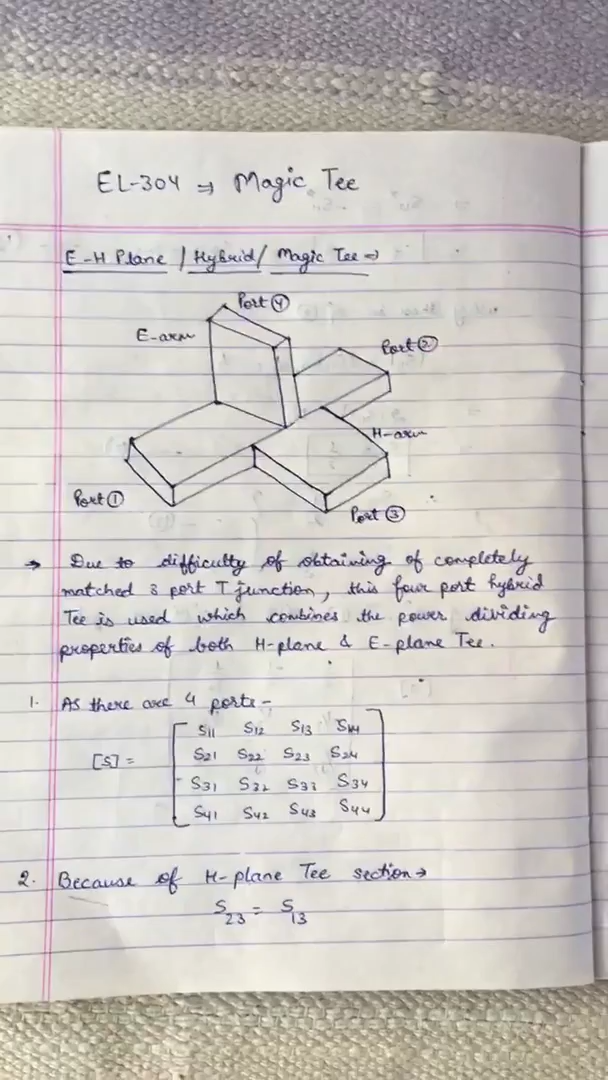 EL-304 ⇒ Magic Tee
E-H Plane / Hybrid / Magic Tee ⇒
Port ④
E-arm
Port ②
H-arm
Port ①
Port ③
→ Due to difficulty of obtaining of completely
matched 3 port T junction, this four port hybrid
Tee is used which combines the power dividing
properties of both H-plane & E-plane Tee.
1. As there are 4 ports -
S11 S12 S13 S14
[S] = S21 S22 S23 S24
S31 S32 S33 S34
S41 S42 S43 S44
2. Because of H-plane Tee section →
S23 = S13